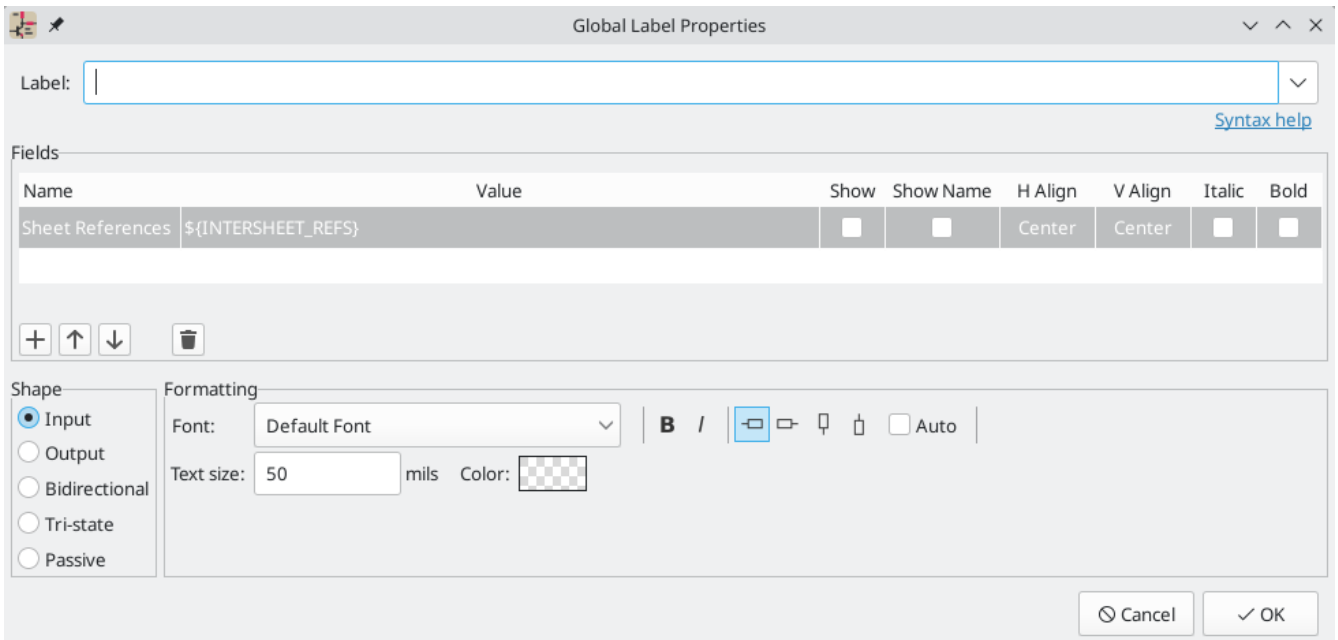 Global Label Properties
Label:
Syntax help
Fields
Name Value Show Show Name H Align V Align Italic Bold
Sheet References ${INTERSHEET_REFS} Center Center
Shape
Input
Output
Bidirectional
Tri-state
Passive
Formatting
Font: Default Font B I Auto
Text size: 50 mils Color:
Cancel OK